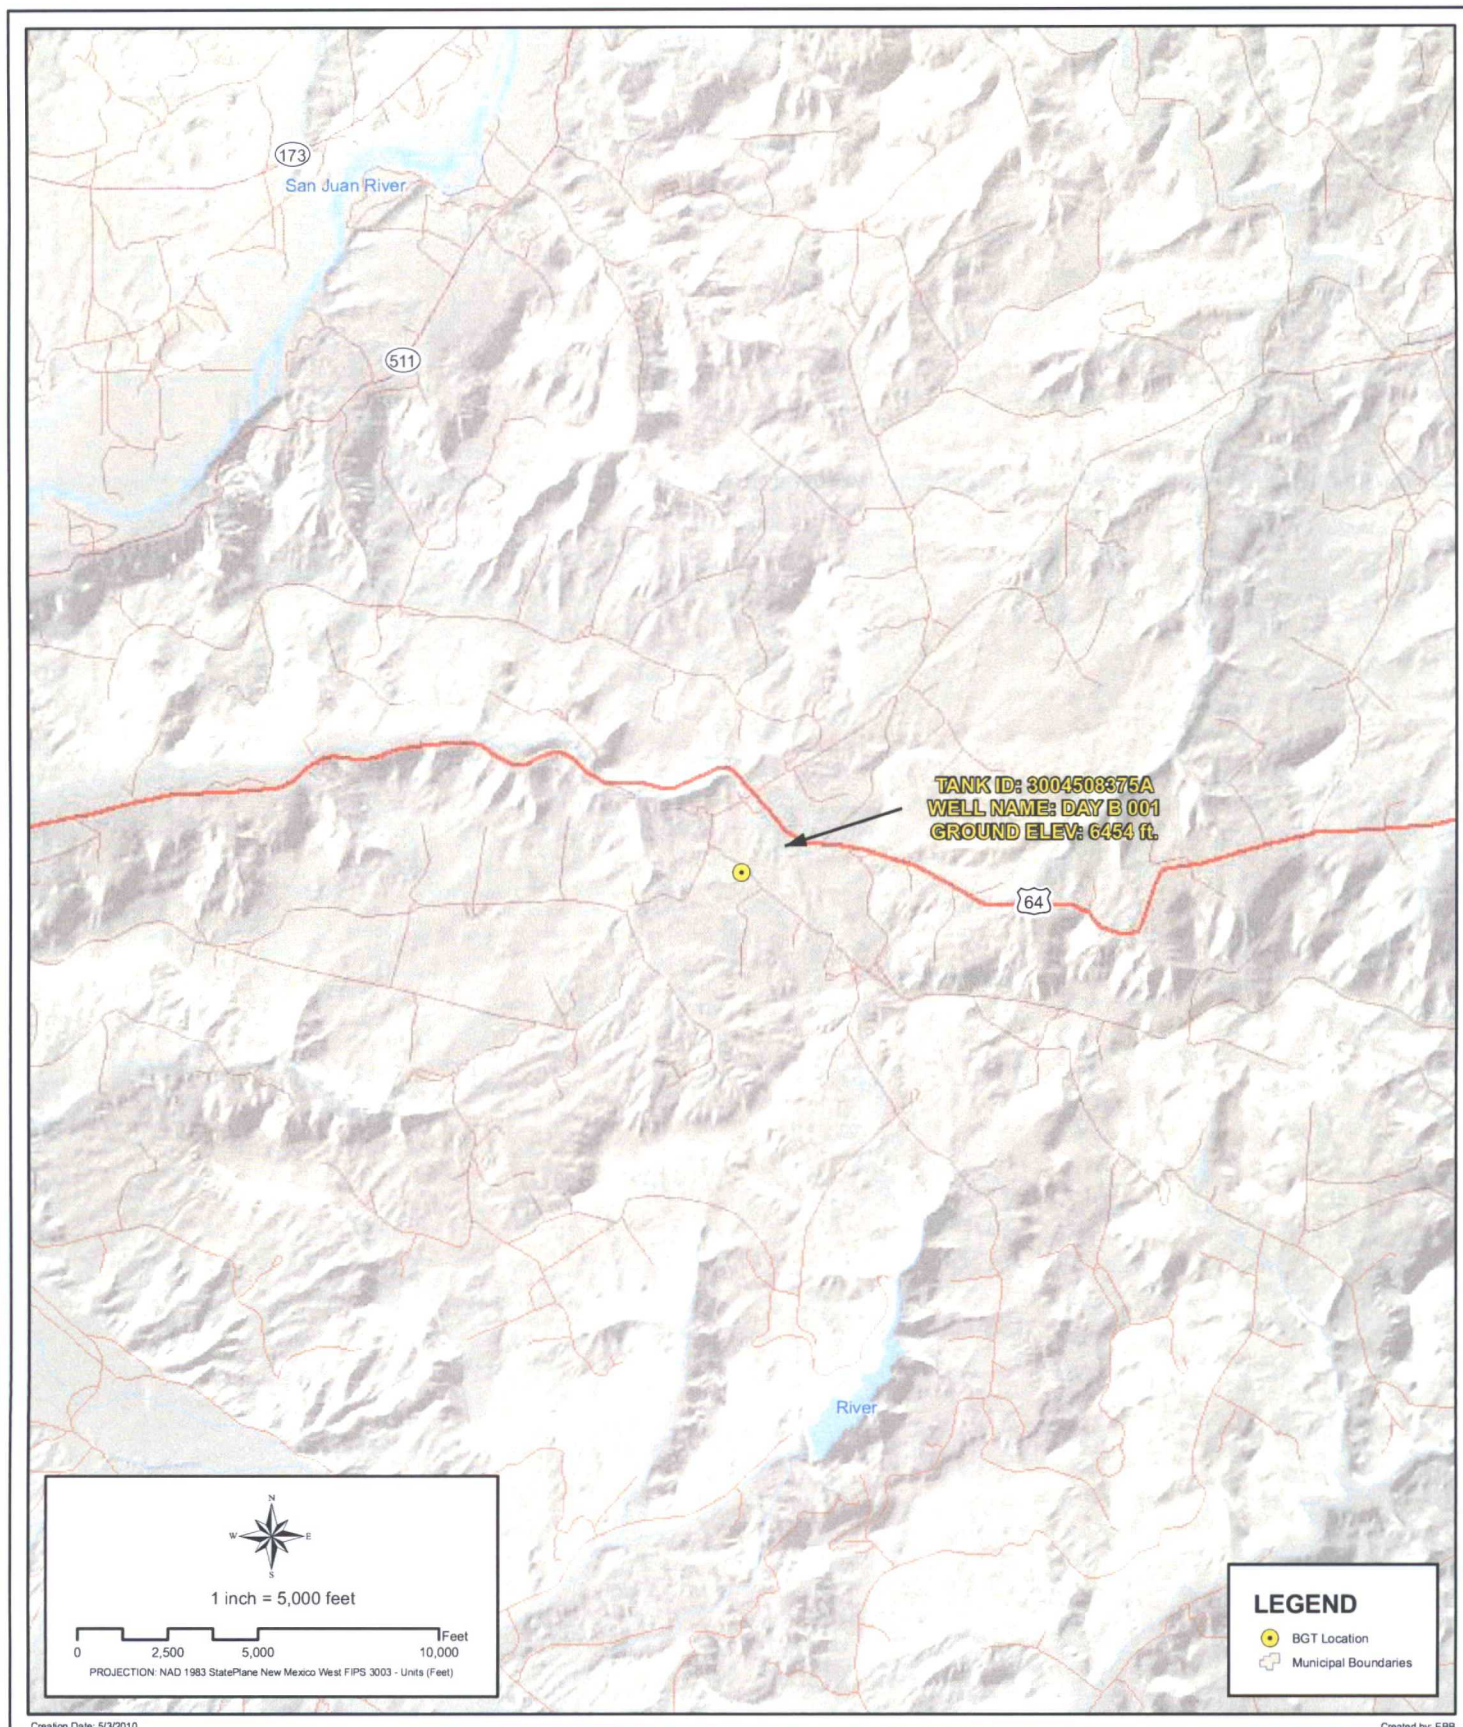 173
San Juan River
511
TANK ID: 3004508375A
WELL NAME: DAY B 001
GROUND ELEV: 6454 ft.
64
River
N
W E
S
1 inch = 5,000 feet
Feet
0 2,500 5,000 10,000
PROJECTION: NAD 1983 StatePlane New Mexico West FIPS 3003 - Units (Feet)
LEGEND
BGT Location
Municipal Boundaries
Creation Date: 5/3/2010
Created by: